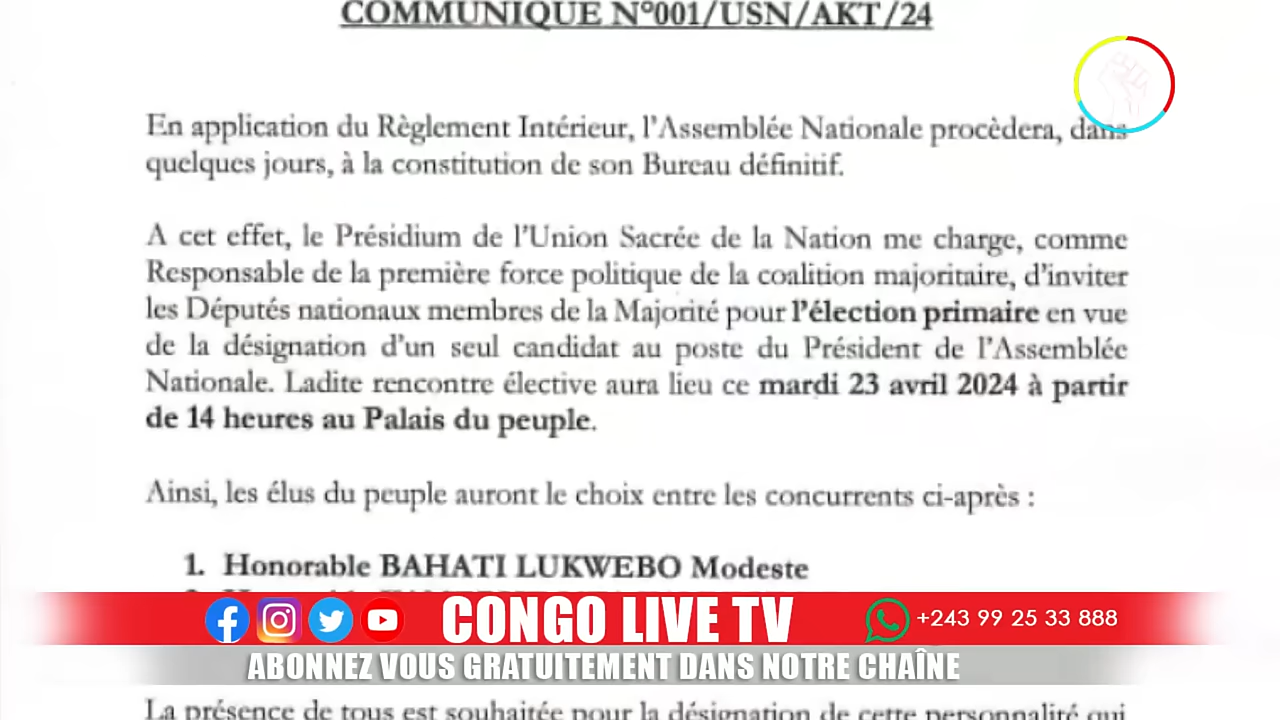 COMMUNIQUE N°001/USN/AKT/24
En application du Règlement Intérieur, l'Assemblée Nationale procèdera, dans
quelques jours, à la constitution de son Bureau définitif.
A cet effet, le Présidium de l'Union Sacrée de la Nation me charge, comme
Responsable de la première force politique de la coalition majoritaire, d'inviter
les Députés nationaux membres de la Majorité pour l'élection primaire en vue
de la désignation d'un seul candidat au poste du Président de l'Assemblée
Nationale. Ladite rencontre élective aura lieu ce mardi 23 avril 2024 à partir
de 14 heures au Palais du peuple.
Ainsi, les élus du peuple auront le choix entre les concurrents ci-après :
1. Honorable BAHATI LUKWEBO Modeste
CONGO LIVE TV
+243 99 25 33 888
ABONNEZ VOUS GRATUITEMENT DANS NOTRE CHAÎNE
La présence de tous est souhaitée pour la désignation de cette personnalité qui